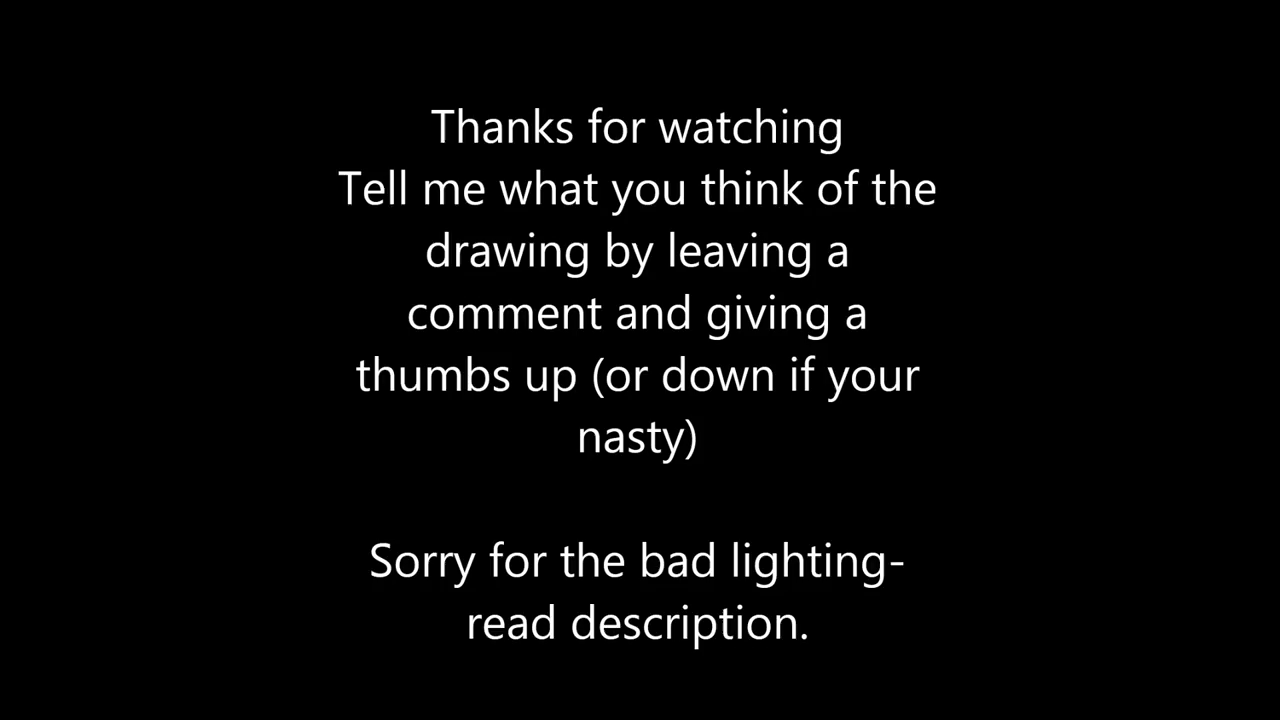 Thanks for watching
Tell me what you think of the
drawing by leaving a
comment and giving a
thumbs up (or down if your
nasty)
Sorry for the bad lighting-
read description.